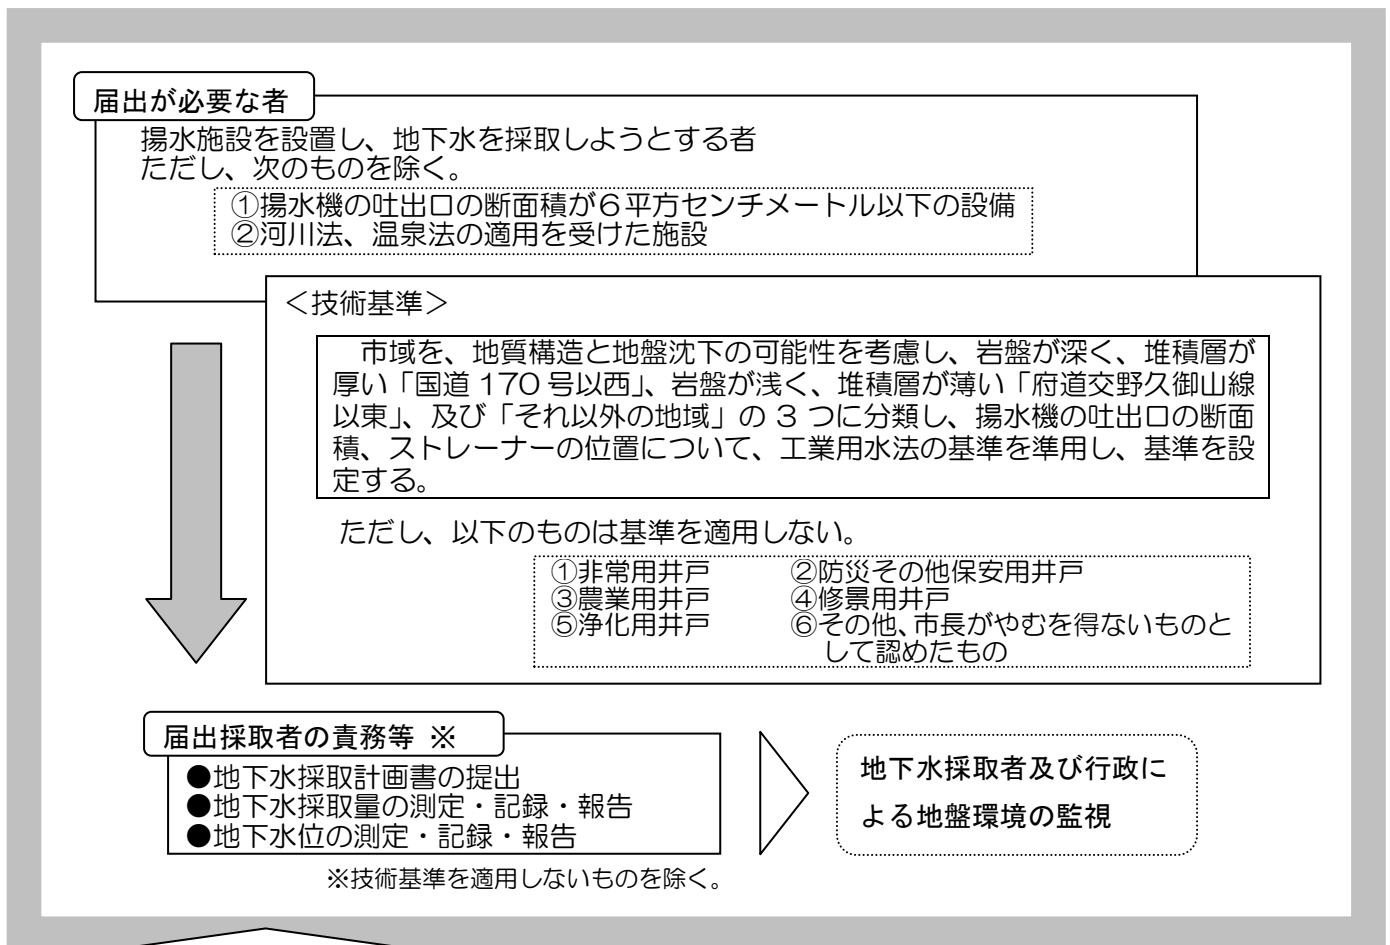 届出が必要な者
揚水施設を設置し、地下水を採取しようとする者
ただし、次のものを除く。
①揚水機の吐出口の断面積が６平方センチメートル以下の設備
②河川法、温泉法の適用を受けた施設
＜技術基準＞
市域を、地質構造と地盤沈下の可能性を考慮し、岩盤が深く、堆積層が
厚い「国道 170 号以西」、岩盤が浅く、堆積層が薄い「府道交野久御山線
以東」、及び「それ以外の地域」の 3 つに分類し、揚水機の吐出口の断面
積、ストレーナーの位置について、工業用水法の基準を準用し、基準を設
定する。
ただし、以下のものは基準を適用しない。
①非常用井戸 ②防災その他保安用井戸
③農業用井戸 ④修景用井戸
⑤浄化用井戸 ⑥その他、市長がやむを得ないものと
して認めたもの
届出採取者の責務等 ※
●地下水採取計画書の提出
●地下水採取量の測定・記録・報告
●地下水位の測定・記録・報告
※技術基準を適用しないものを除く。
地下水採取者及び行政に
よる地盤環境の監視